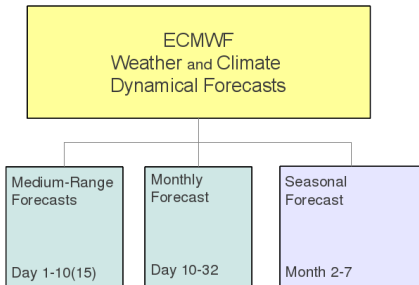 ECMWF
Weather and Climate
Dynamical Forecasts
Medium-Range
Forecasts
Day 1-10(15)
Monthly
Forecast
Day 10-32
Seasonal
Forecast
Month 2-7